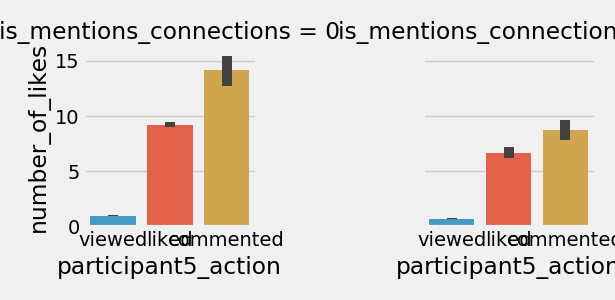 is_mentions_connections = 0
is_mentions_connection
number_of_likes
15
10
5
0
viewed liked commented
viewed liked commented
participant5_action
participant5_action